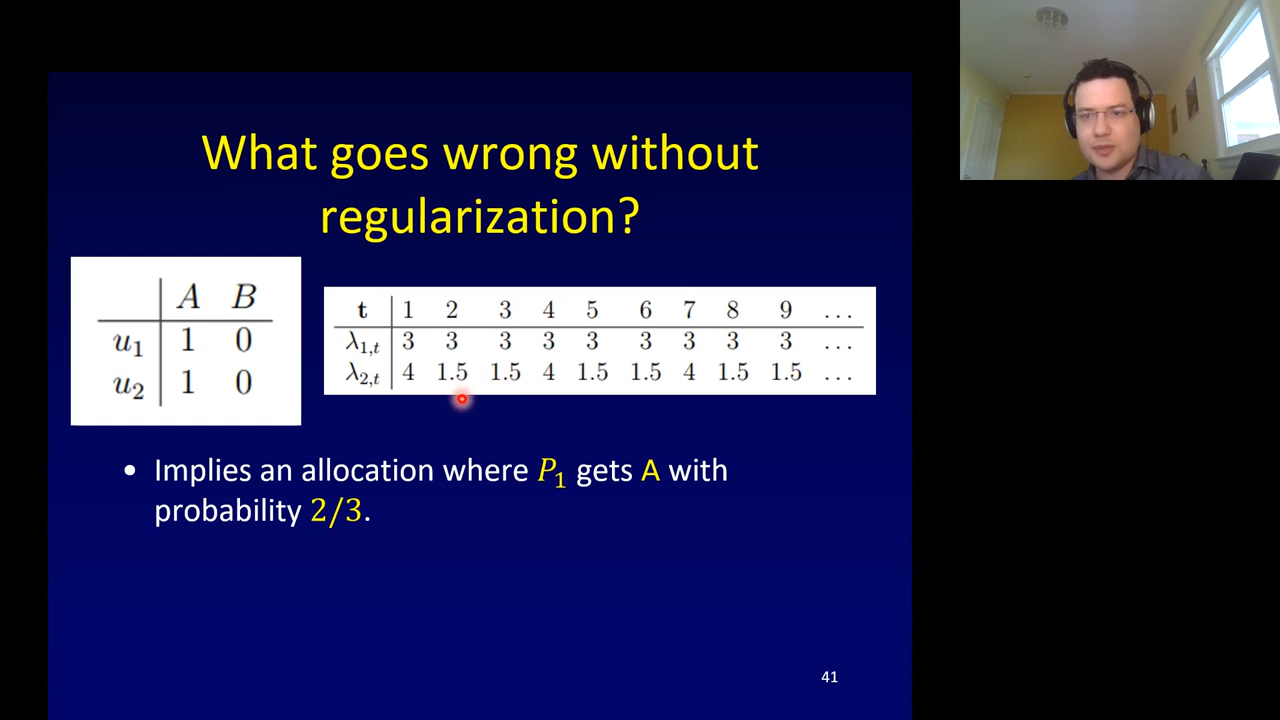 What goes wrong without
regularization?
A B
u₁ 1 0
u₂ 1 0
t 1 2 3 4 5 6 7 8 9 ...
λ₁,t 3 3 3 3 3 3 3 3 3 ...
λ₂,t 4 1.5 1.5 4 1.5 1.5 4 1.5 1.5 ...
• Implies an allocation where P₁ gets A with
probability 2/3.
41